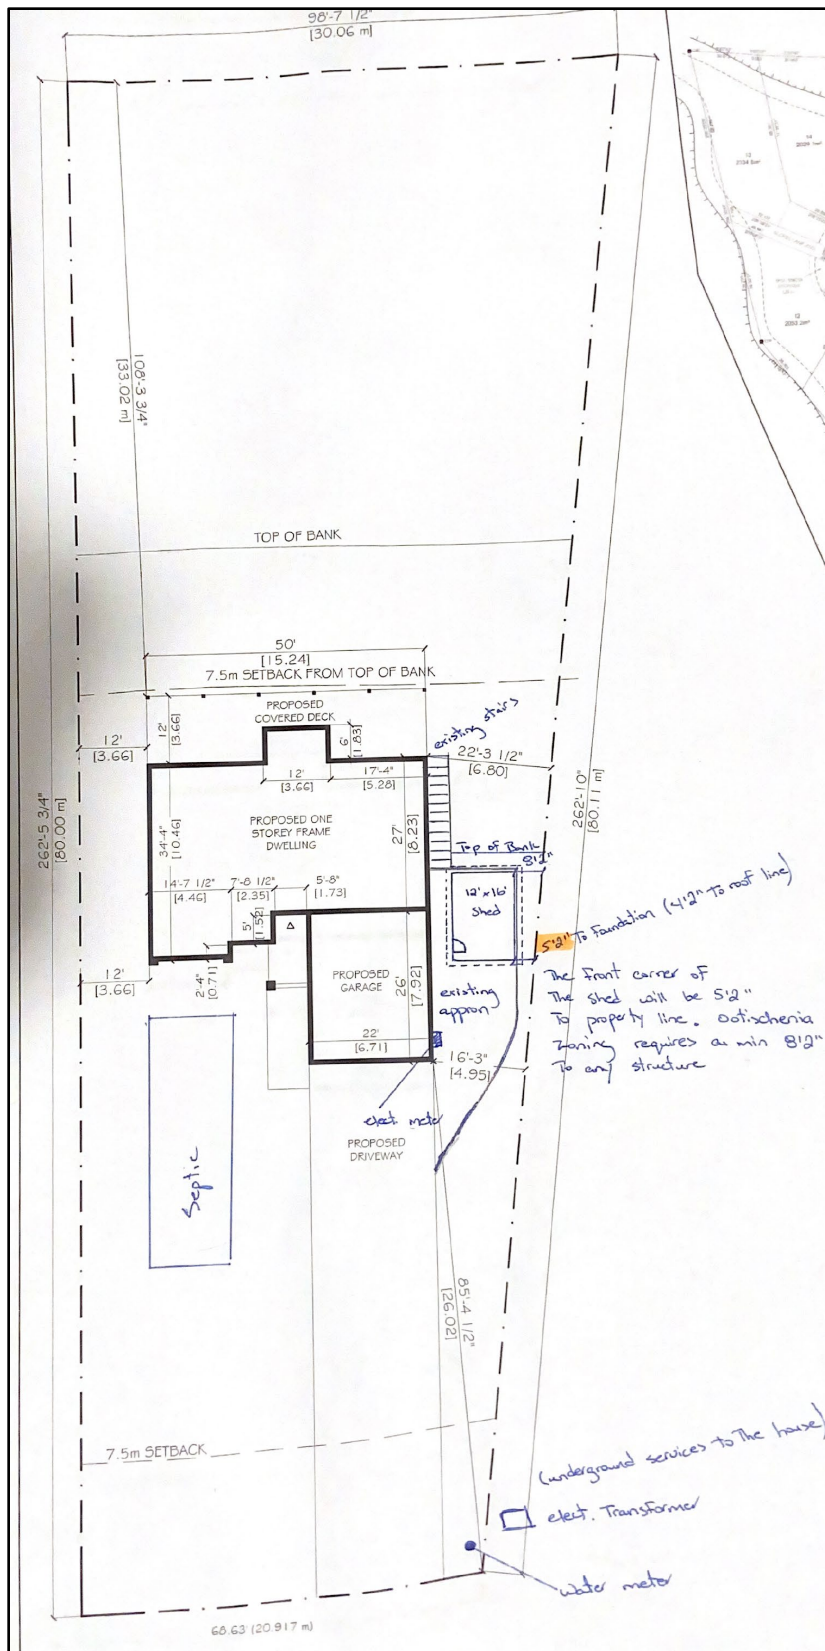 98'-7 1/2"
[30.06 m]
108'-3 3/4"
[33.02 m]
TOP OF BANK
50'
[15.24]
7.5m SETBACK FROM TOP OF BANK
PROPOSED
COVERED DECK
12'
[3.66]
6'
[1.83]
existing stairs
12'
[3.66]
22'-3 1/2"
[6.80]
12'
[3.66]
17'-4"
[5.28]
262'-5 3/4"
[80.00 m]
262'-10"
[80.11 m]
34'-4"
[10.46]
PROPOSED ONE
STOREY FRAME
DWELLING
27'
[8.23]
Top of Bank
8'2"
14'-7 1/2"
[4.46]
7'-8 1/2"
[2.35]
5'-8"
[1.73]
12'x16'
Shed
5'
[1.52]
5'2" To Foundation (4'2" to roof line)
12'
[3.66]
2'-4"
[0.71]
PROPOSED
GARAGE
26'
[7.92]
existing
appron
The front corner of
The shed will be 5'2"
To property line. Ootischenia
zoning requires a min 8'2"
To any structure
22'
[6.71]
16'-3"
[4.95]
elect. meter
PROPOSED
DRIVEWAY
Septic
85'-4 1/2"
[26.02]
7.5m SETBACK
(underground services to The house)
elect. Transformer
water meter
68.63' (20.917 m)